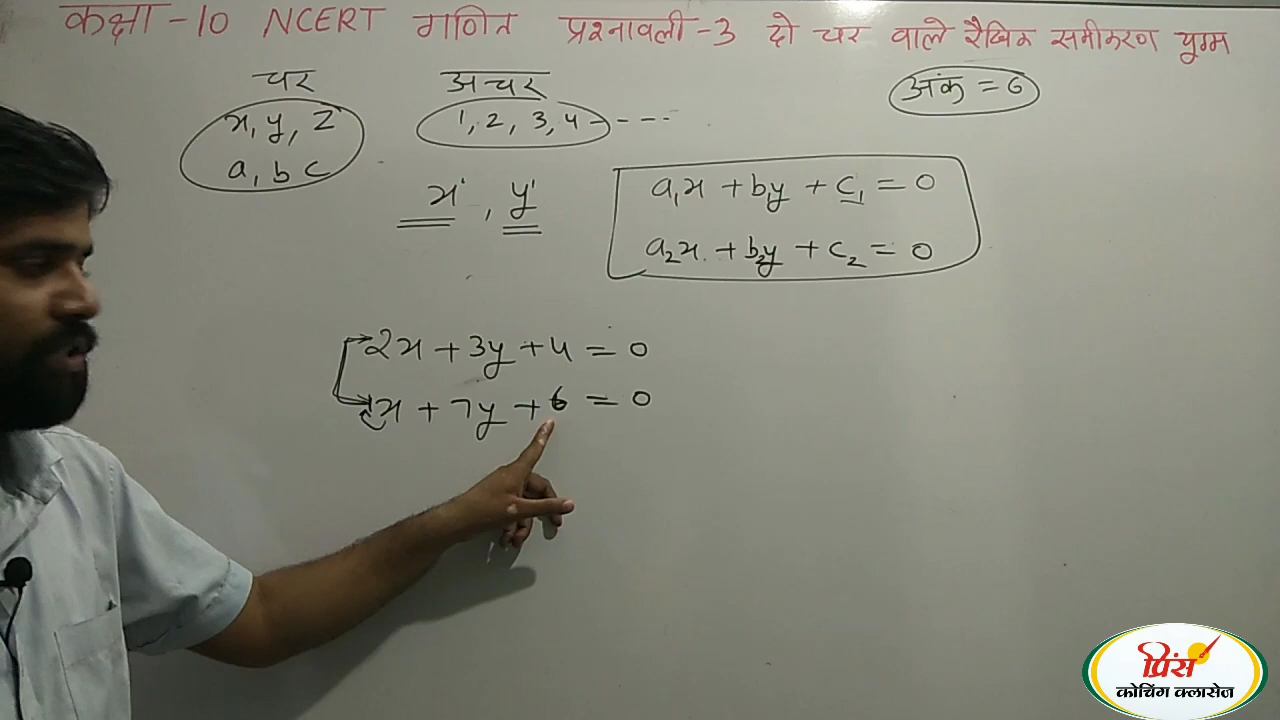 कक्षा -10 NCERT गणित प्रश्नावली -3 दो चर वाले रैखिक समीकरण युग्म
चर अचर अंक = 6
x, y, z 1, 2, 3, 4 - - - -
a, b c
x', y'
a₁x + b₁y + c₁ = 0
a₂x + b₂y + c₂ = 0
2x + 3y + 4 = 0
x + 7y + 6 = 0
प्रिंस
कोचिंग क्लासेज